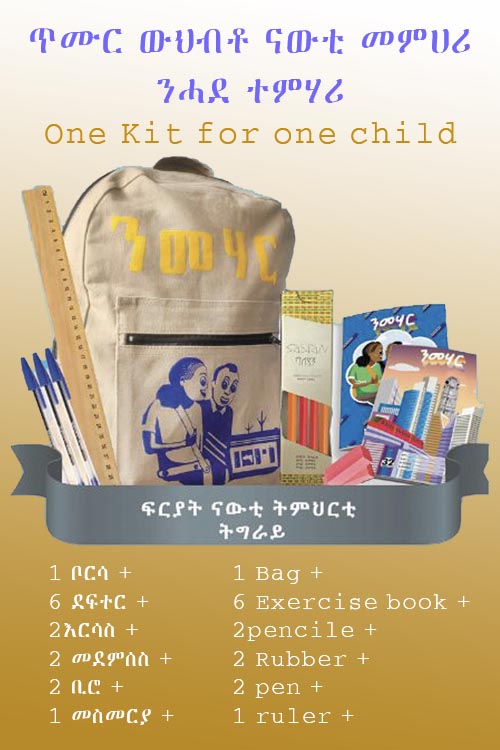 ጥሙር ውህብቶ ናውቲ መምህሪ
ንሓደ ተምሃሪ
One Kit for one child
ንመሃር
ንመሃር
ንመሃር
ፍርያት ናውቲ ትምህርቲ
ትግራይ
1 ቦርሳ +
6 ደፍተር +
2እርሳስ +
2 መደምሰስ +
2 ቢሮ +
1 መስመርያ +
1 Bag +
6 Exercise book +
2pencile +
2 Rubber +
2 pen +
1 ruler +